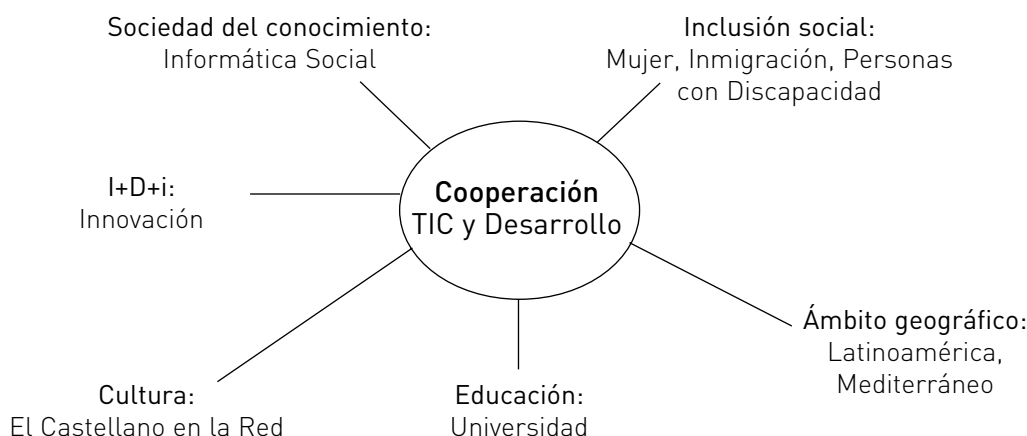 Sociedad del conocimiento:
Informática Social
Inclusión social:
Mujer, Inmigración, Personas
con Discapacidad
I+D+i:
Innovación
Cooperación
TIC y Desarrollo
Ámbito geográfico:
Latinoamérica,
Mediterráneo
Cultura:
El Castellano en la Red
Educación:
Universidad